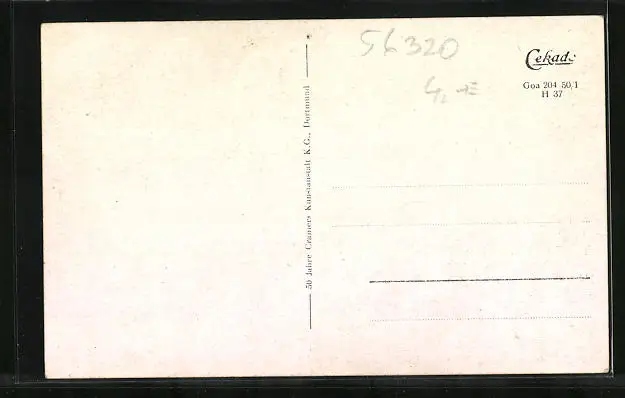 56320
4,-
Cekade
Goa 204 50/1
H 37
50 Jahre Cramers Kunstanstalt K.G., Dortmund